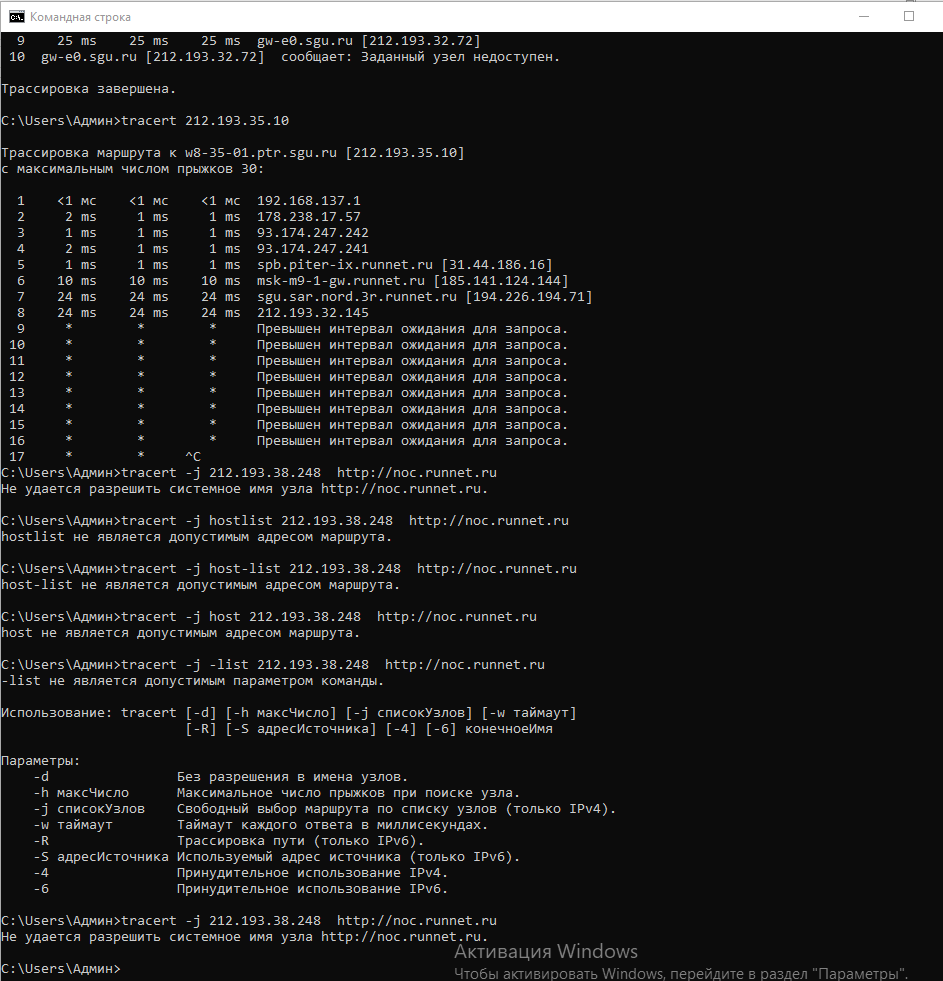 Командная строка
9 25 ms 25 ms 25 ms gw-e0.sgu.ru [212.193.32.72]
10 gw-e0.sgu.ru [212.193.32.72] сообщает: Заданный узел недоступен.
Трассировка завершена.
C:\Users\Админ>tracert 212.193.35.10
Трассировка маршрута к w8-35-01.ptr.sgu.ru [212.193.35.10]
с максимальным числом прыжков 30:
1 <1 мс <1 мс <1 мс 192.168.137.1
2 2 ms 1 ms 1 ms 178.238.17.57
3 1 ms 1 ms 1 ms 93.174.247.242
4 2 ms 1 ms 1 ms 93.174.247.241
5 1 ms 1 ms 1 ms spb.piter-ix.runnet.ru [31.44.186.16]
6 10 ms 10 ms 10 ms msk-m9-1-gw.runnet.ru [185.141.124.144]
7 24 ms 24 ms 24 ms sgu.sar.nord.3r.runnet.ru [194.226.194.71]
8 24 ms 24 ms 24 ms 212.193.32.145
9 * * * Превышен интервал ожидания для запроса.
10 * * * Превышен интервал ожидания для запроса.
11 * * * Превышен интервал ожидания для запроса.
12 * * * Превышен интервал ожидания для запроса.
13 * * * Превышен интервал ожидания для запроса.
14 * * * Превышен интервал ожидания для запроса.
15 * * * Превышен интервал ожидания для запроса.
16 * * * Превышен интервал ожидания для запроса.
17 * * ^C
C:\Users\Админ>tracert -j 212.193.38.248 http://noc.runnet.ru
Не удается разрешить системное имя узла http://noc.runnet.ru.
C:\Users\Админ>tracert -j hostlist 212.193.38.248 http://noc.runnet.ru
hostlist не является допустимым адресом маршрута.
C:\Users\Админ>tracert -j host-list 212.193.38.248 http://noc.runnet.ru
host-list не является допустимым адресом маршрута.
C:\Users\Админ>tracert -j host 212.193.38.248 http://noc.runnet.ru
host не является допустимым адресом маршрута.
C:\Users\Админ>tracert -j -list 212.193.38.248 http://noc.runnet.ru
-list не является допустимым параметром команды.
Использование: tracert [-d] [-h максЧисло] [-j списокУзлов] [-w таймаут]
[-R] [-S адресИсточника] [-4] [-6] конечноеИмя
Параметры:
-d Без разрешения в имена узлов.
-h максЧисло Максимальное число прыжков при поиске узла.
-j списокУзлов Свободный выбор маршрута по списку узлов (только IPv4).
-w таймаут Таймаут каждого ответа в миллисекундах.
-R Трассировка пути (только IPv6).
-S адресИсточника Используемый адрес источника (только IPv6).
-4 Принудительное использование IPv4.
-6 Принудительное использование IPv6.
C:\Users\Админ>tracert -j 212.193.38.248 http://noc.runnet.ru
Не удается разрешить системное имя узла http://noc.runnet.ru.
C:\Users\Админ>
Активация Windows
Чтобы активировать Windows, перейдите в раздел "Параметры".